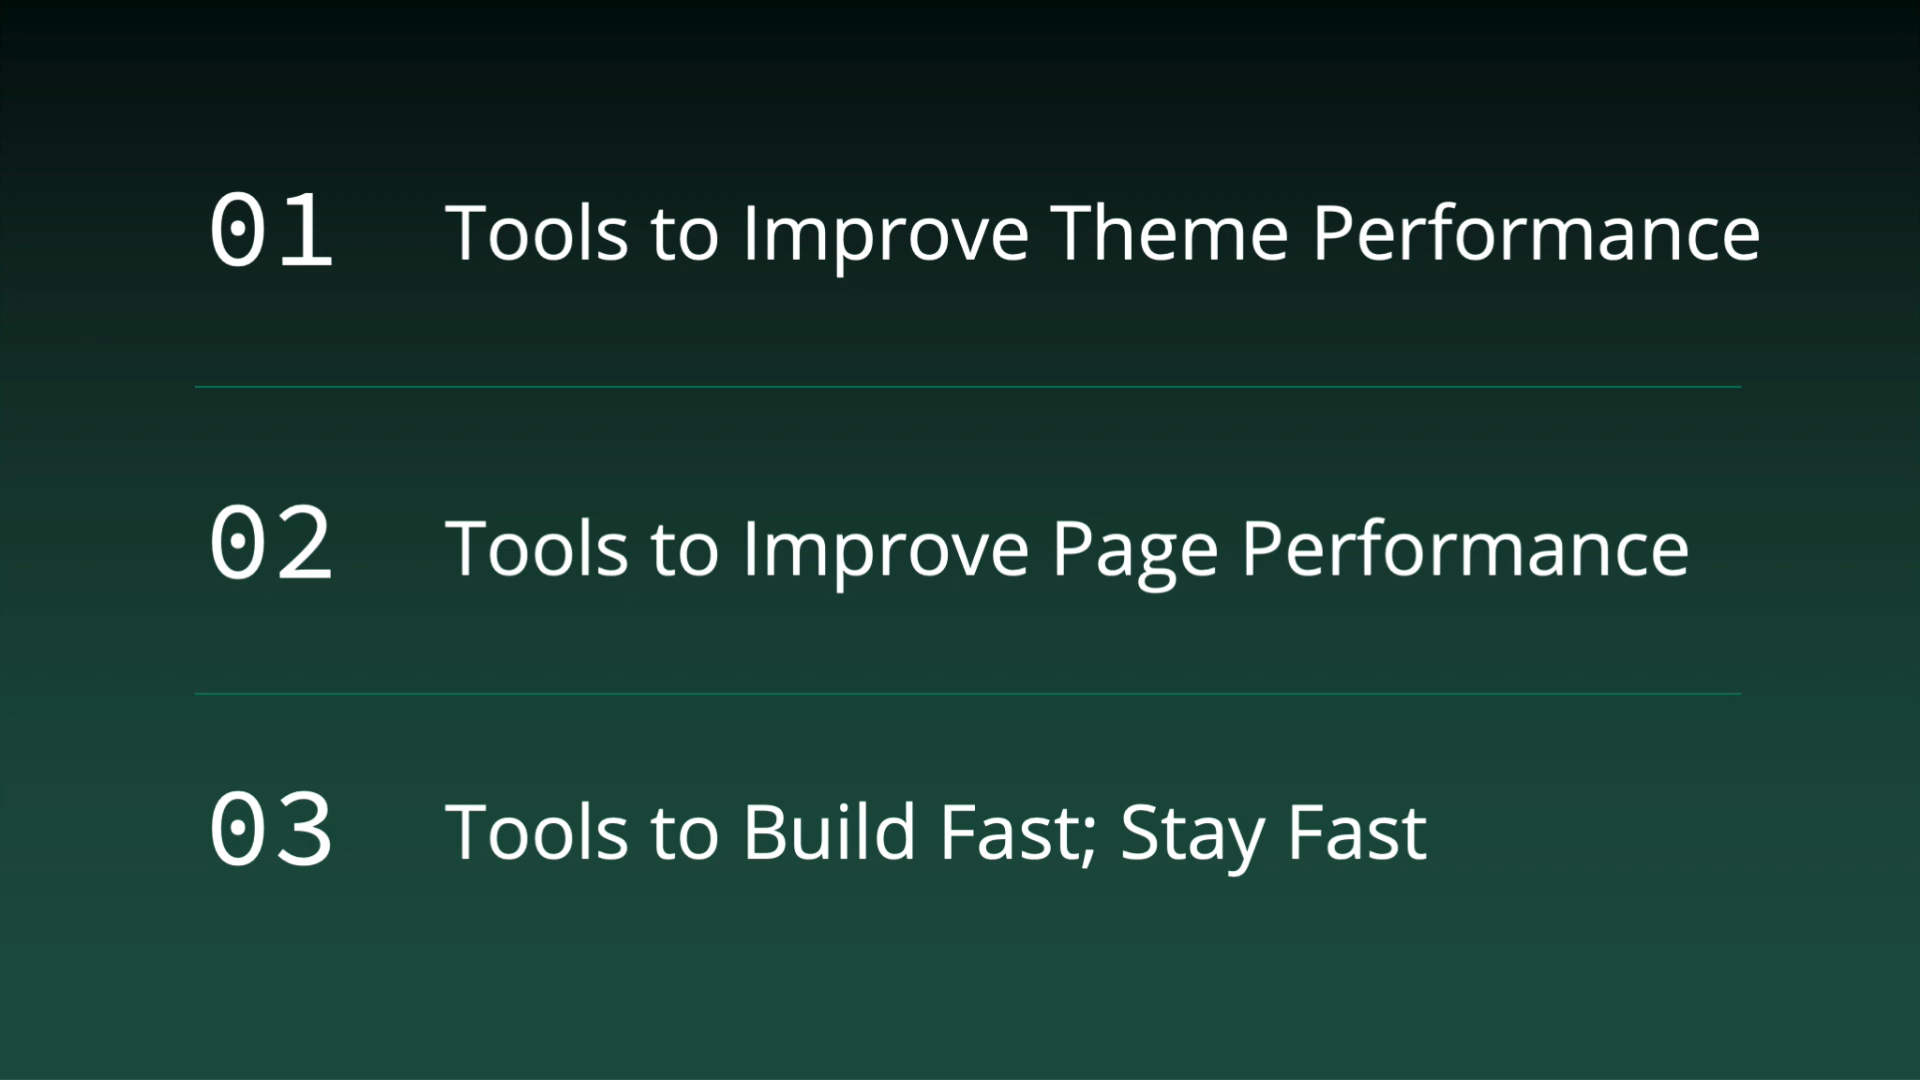 01 Tools to Improve Theme Performance
02 Tools to Improve Page Performance
03 Tools to Build Fast; Stay Fast